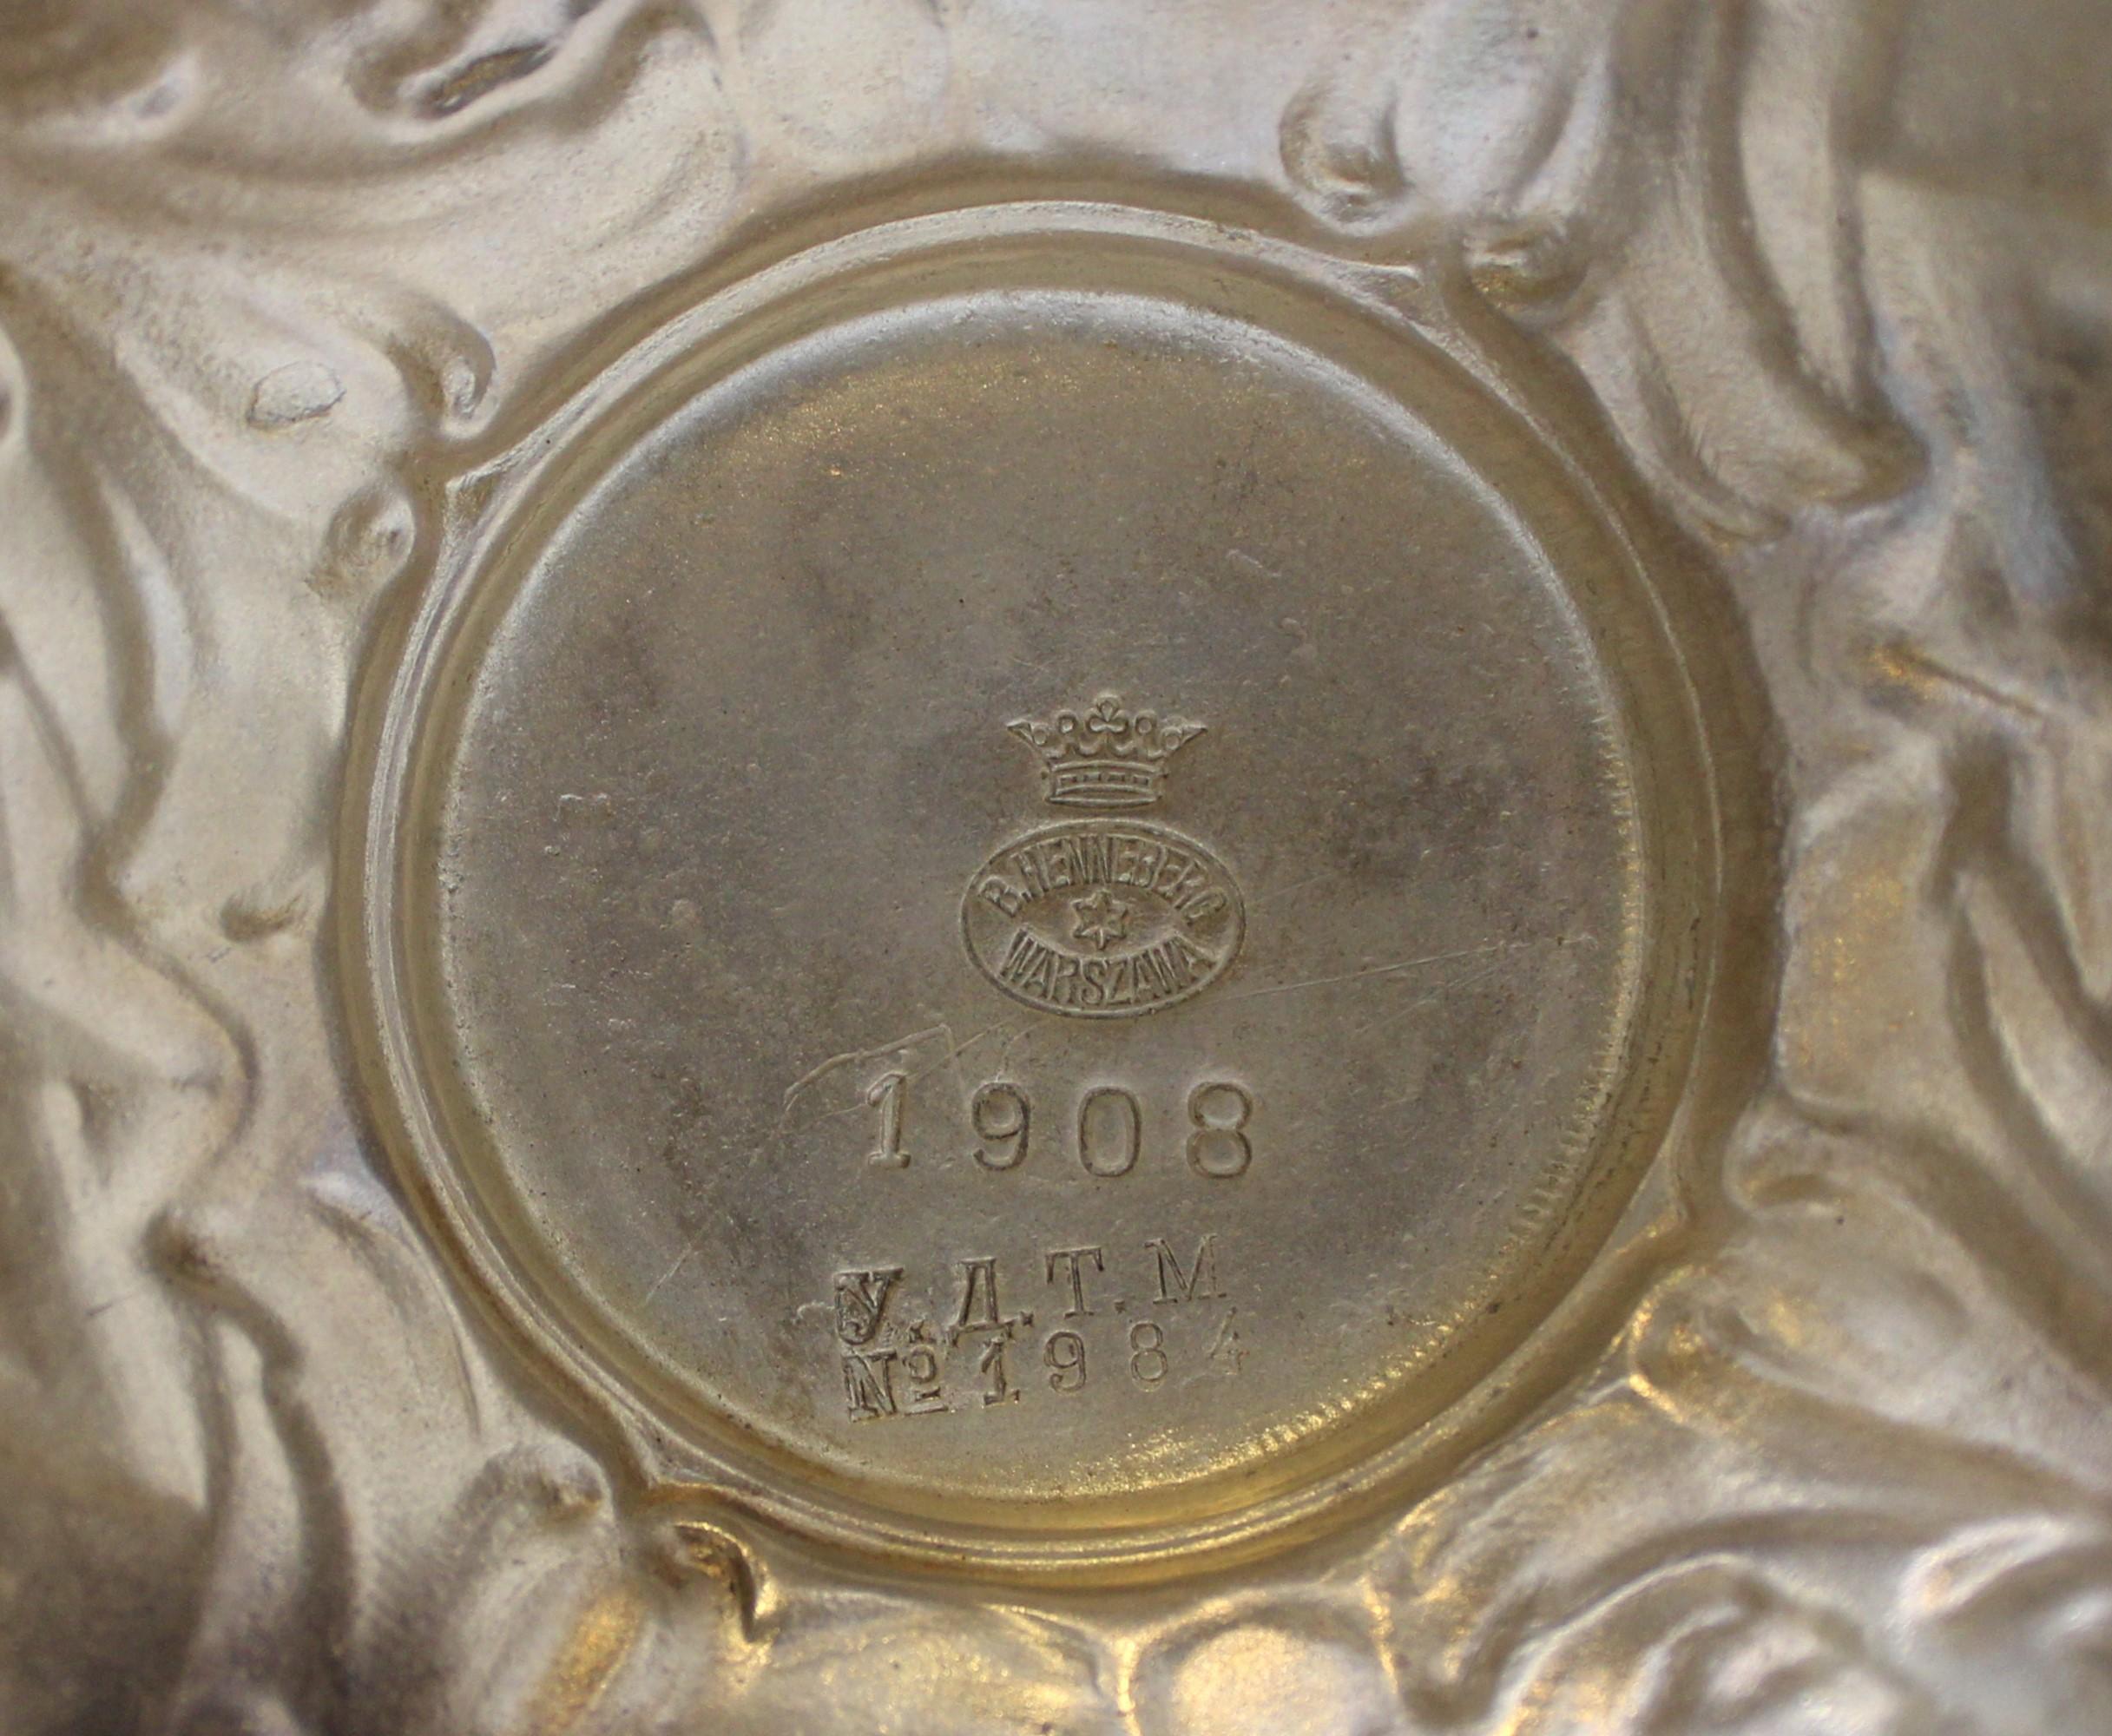 B. HENNEBERG
WARSZAWA
1908
У.Д.Т.М
№1984